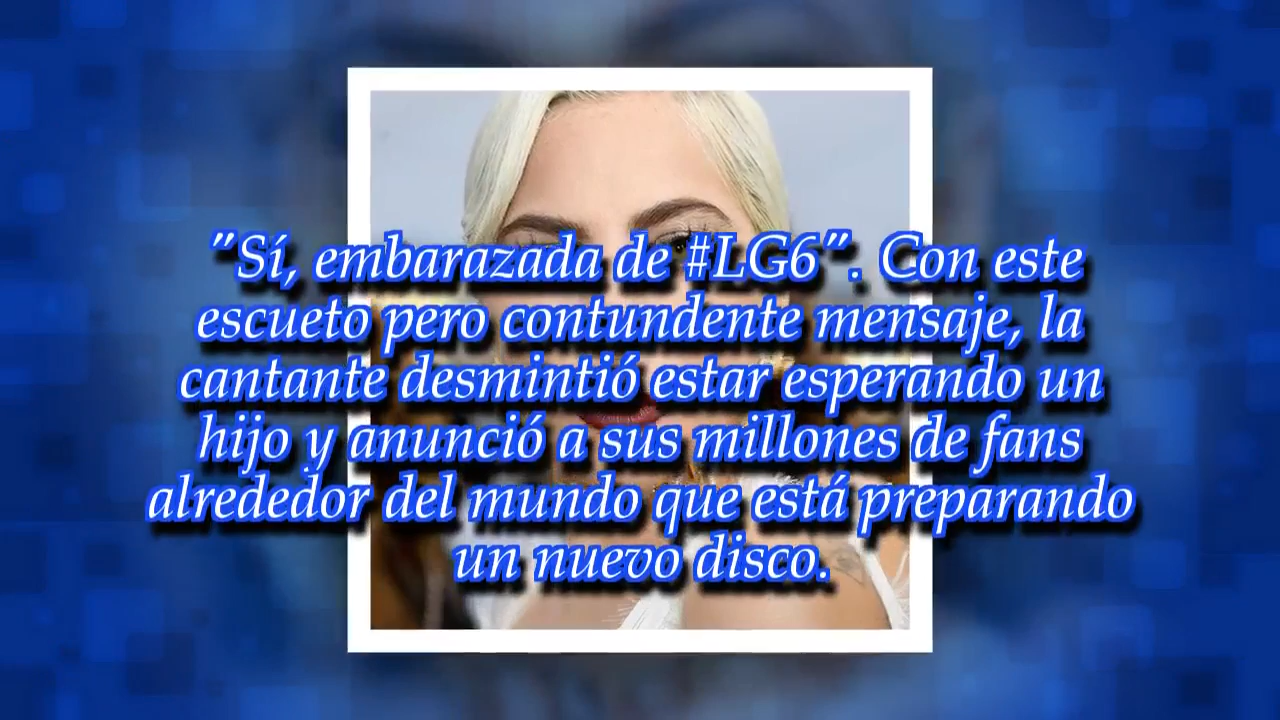 "Sí, embarazada de #LG6". Con este
escueto pero contundente mensaje, la
cantante desmintió estar esperando un
hijo y anunció a sus millones de fans
alrededor del mundo que está preparando
un nuevo disco.